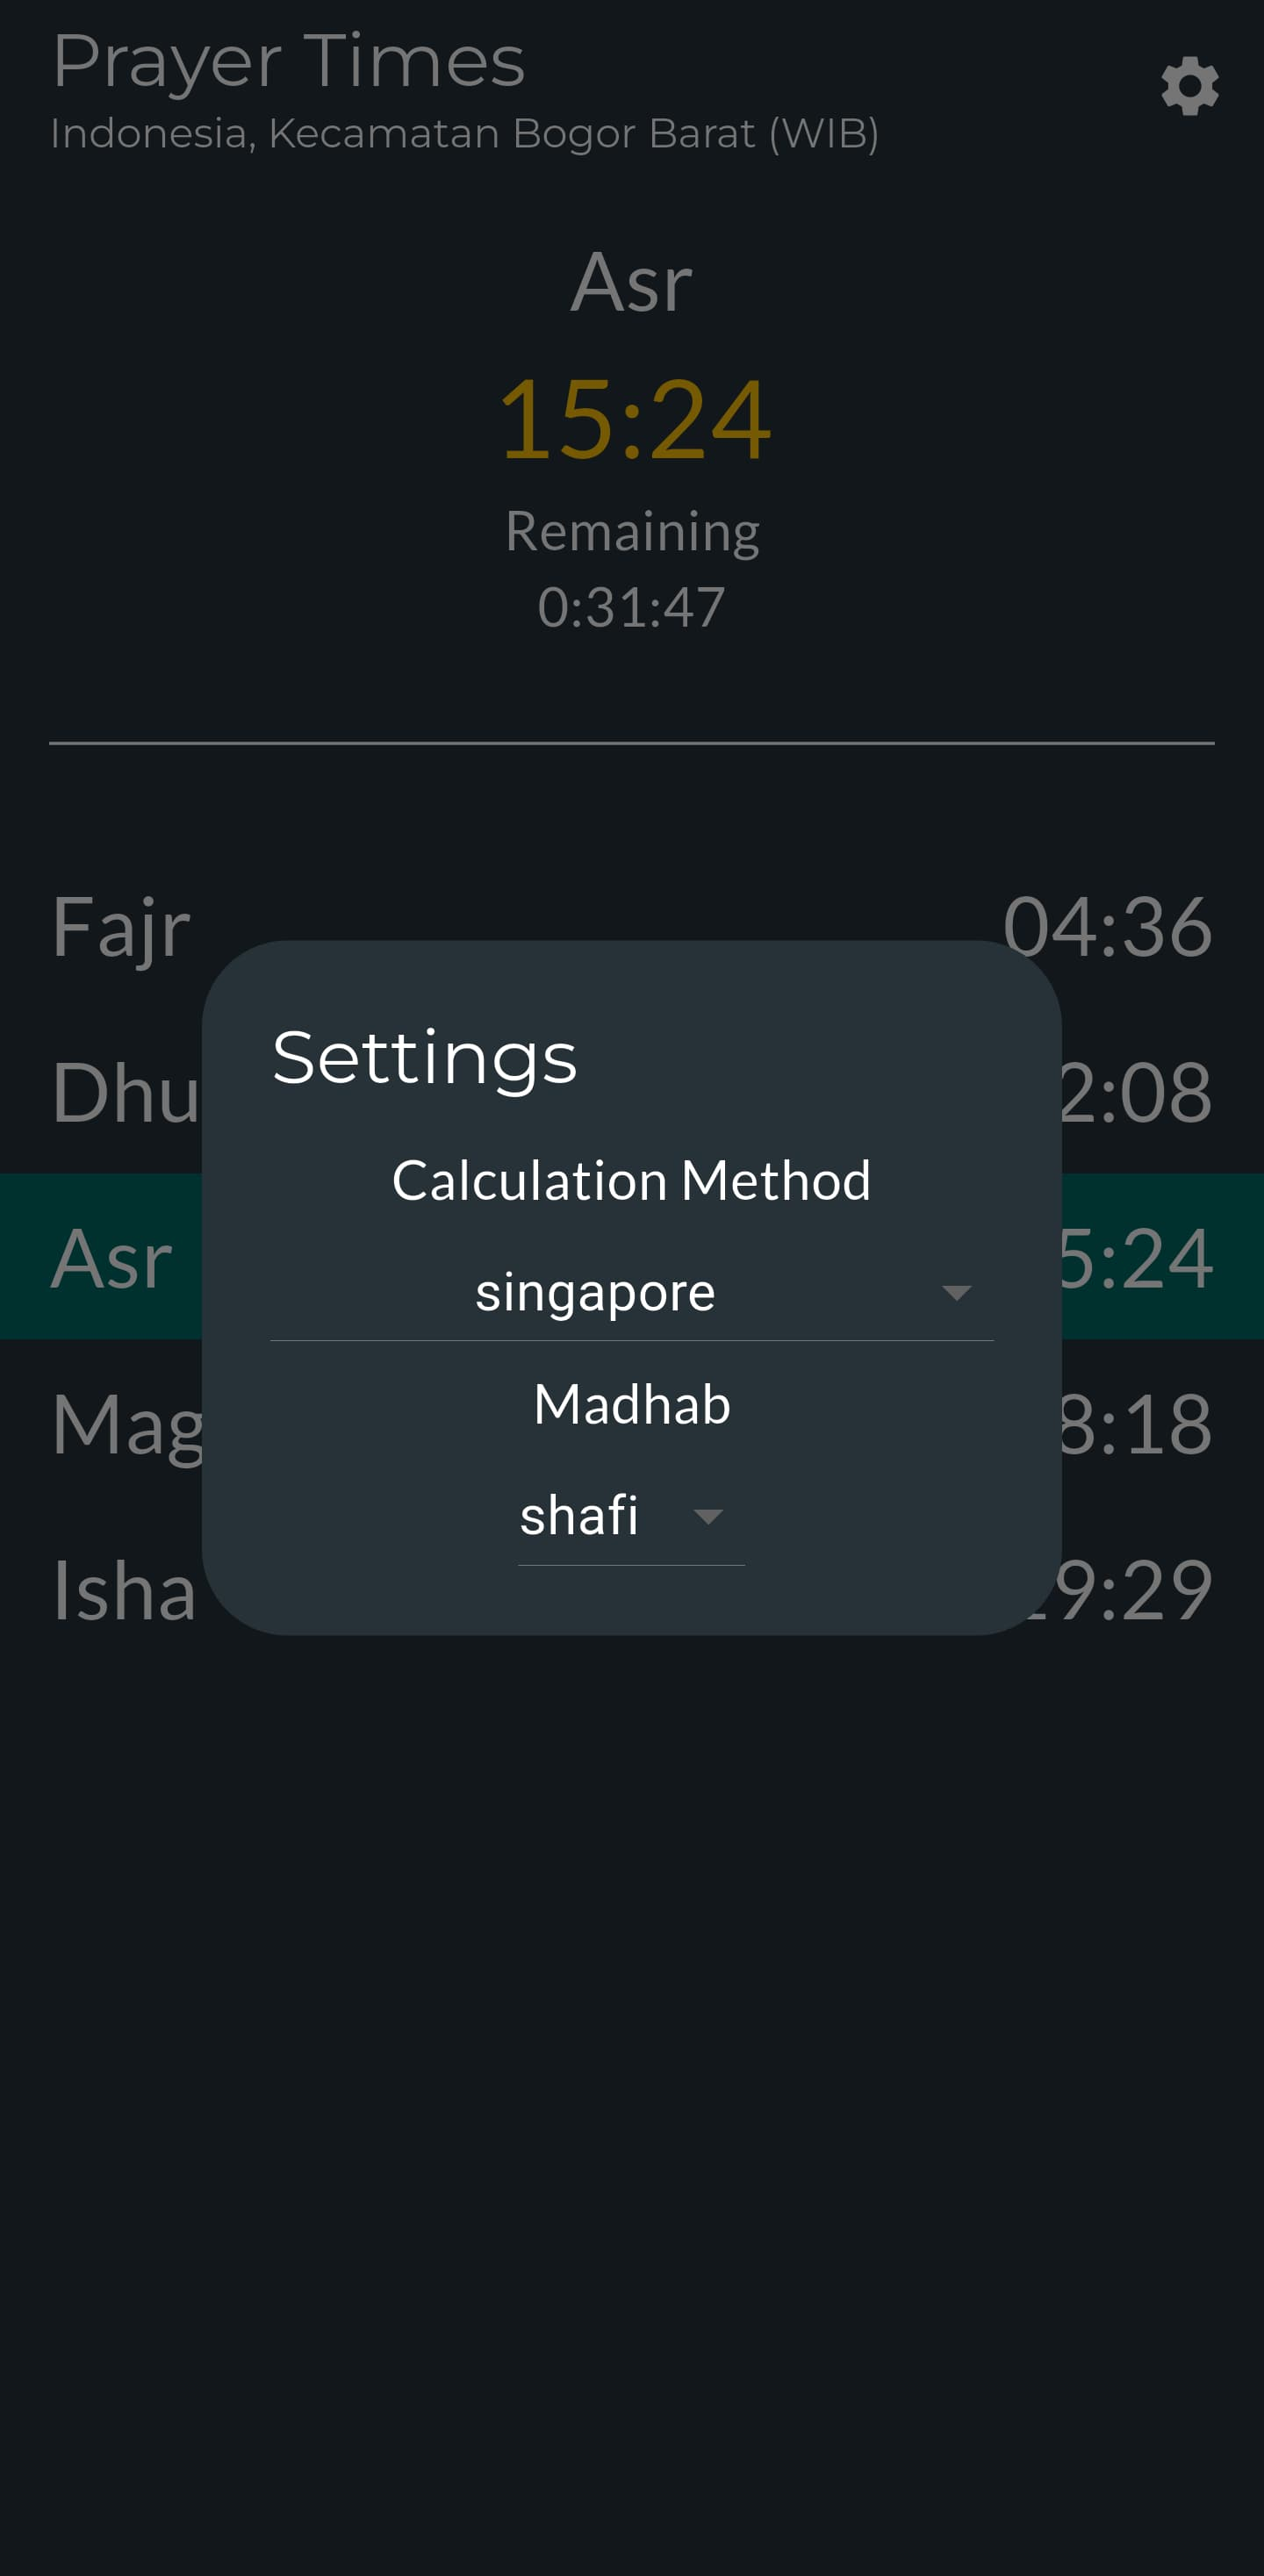 Prayer Times
Indonesia, Kecamatan Bogor Barat (WIB)
Asr
15:24
Remaining
0:31:47
Fajr 04:36
Settings
Dhu 2:08
Calculation Method
Asr 5:24
singapore
Madhab
Mag 8:18
shafi
Isha 19:29